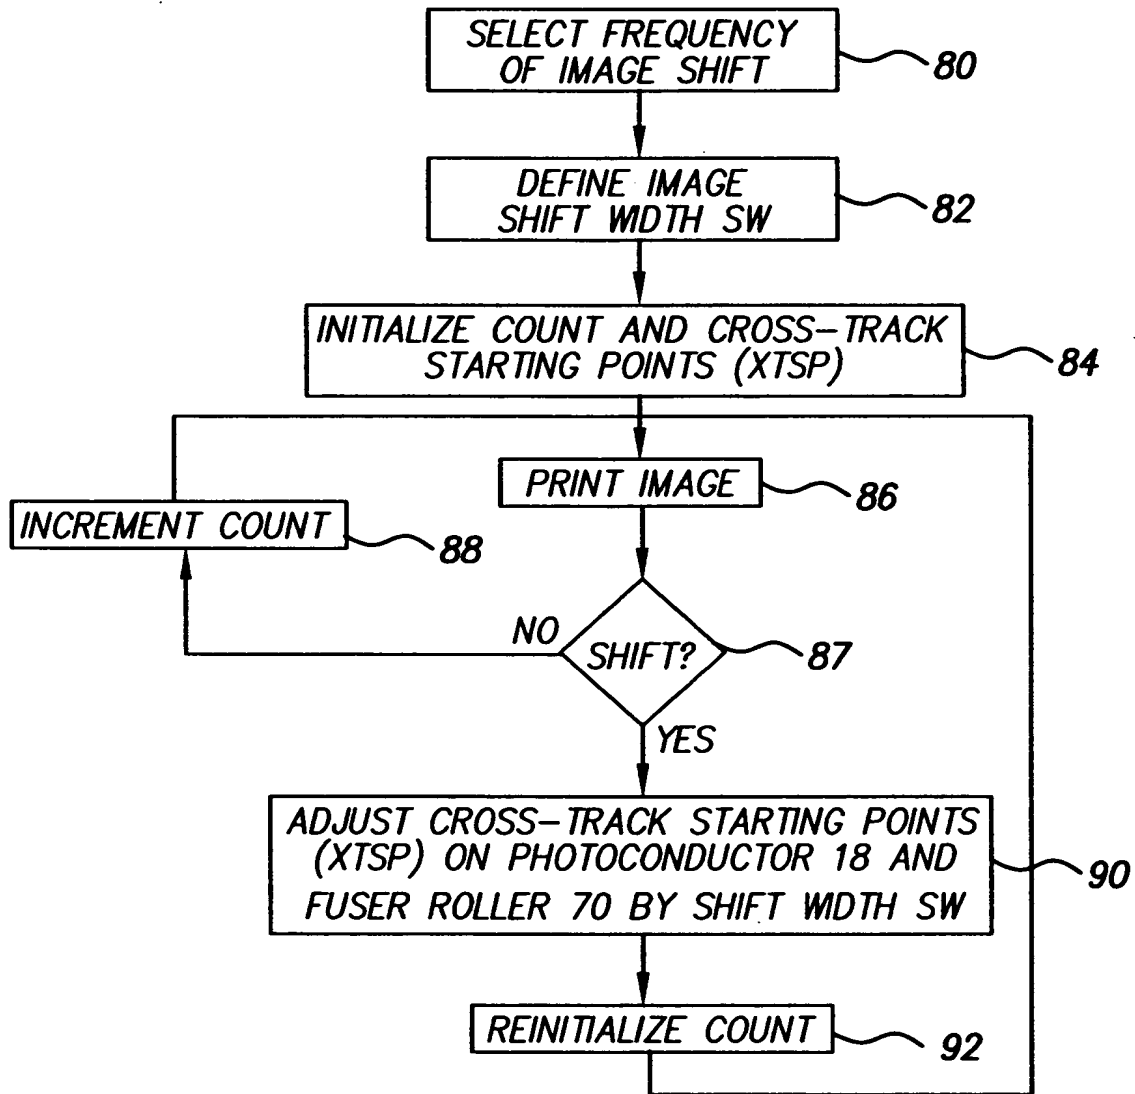 SELECT FREQUENCY
OF IMAGE SHIFT
80
DEFINE IMAGE
SHIFT WIDTH SW
82
INITIALIZE COUNT AND CROSS-TRACK
STARTING POINTS (XTSP)
84
PRINT IMAGE
86
INCREMENT COUNT
88
NO
SHIFT?
87
YES
ADJUST CROSS-TRACK STARTING POINTS
(XTSP) ON PHOTOCONDUCTOR 18 AND
FUSER ROLLER 70 BY SHIFT WIDTH SW
90
REINITIALIZE COUNT
92